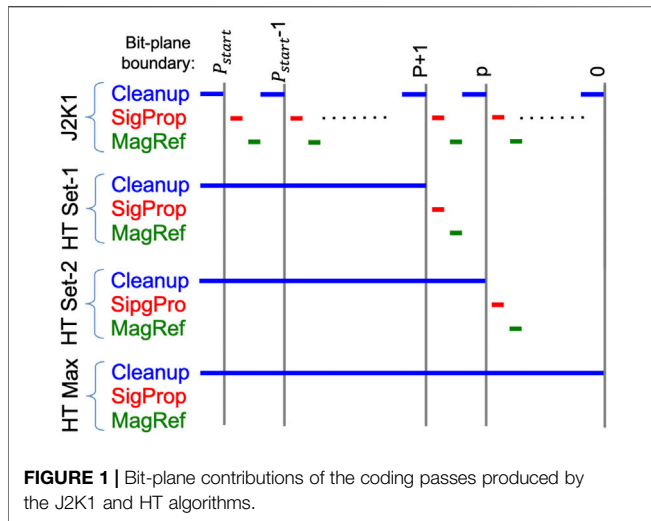 Bit-plane
boundary:
P_start
P_start-1
P+1
p
0
J2K1
Cleanup
SigProp
MagRef
HT Set-1
Cleanup
SigProp
MagRef
HT Set-2
Cleanup
SipgPro
MagRef
HT Max
Cleanup
SigProp
MagRef
FIGURE 1 | Bit-plane contributions of the coding passes produced by
the J2K1 and HT algorithms.